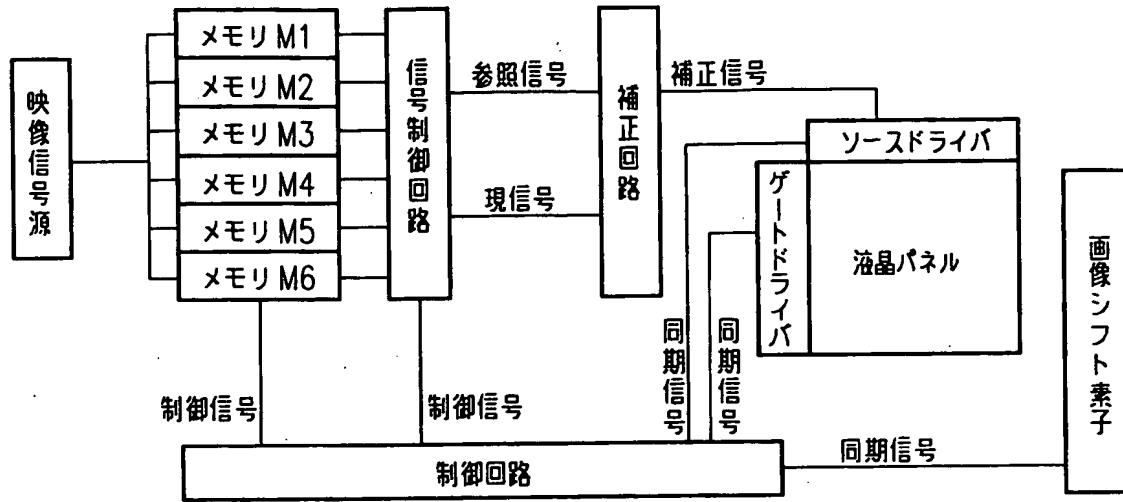 映像信号源
メモリM1
メモリM2
メモリM3
メモリM4
メモリM5
メモリM6
信号制御回路
参照信号
現信号
補正回路
補正信号
ソースドライバ
ゲートドライバ
液晶パネル
画像シフト素子
制御信号
制御信号
同期信号
同期信号
同期信号
制御回路